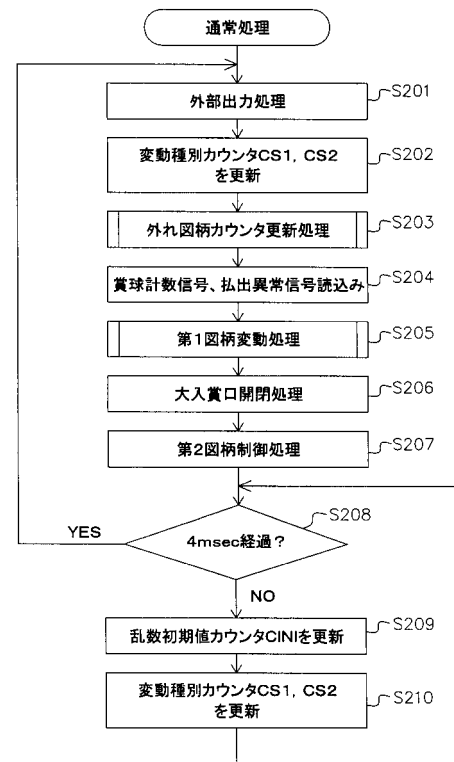 通常処理
外部出力処理
S201
変動種別カウンタCS1, CS2
を更新
S202
外れ図柄カウンタ更新処理
S203
賞球計数信号、払出異常信号読込み
S204
第1図柄変動処理
S205
大入賞口開閉処理
S206
第2図柄制御処理
S207
4msec経過?
S208
YES
NO
乱数初期値カウンタCINIを更新
S209
変動種別カウンタCS1, CS2
を更新
S210